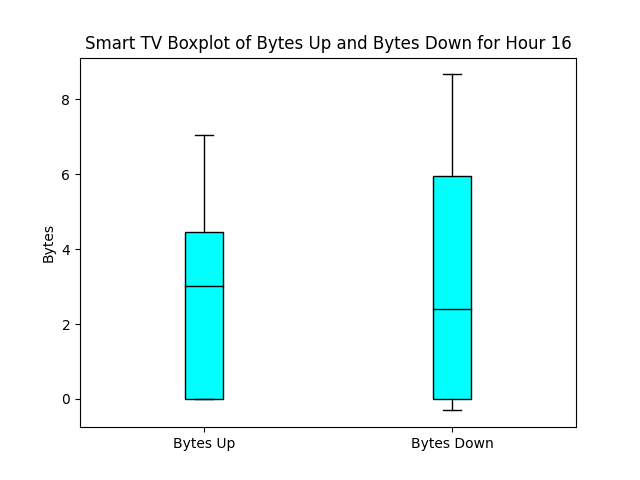 Smart TV Boxplot of Bytes Up and Bytes Down for Hour 16
8
6
4
2
0
Bytes
Bytes Up
Bytes Down